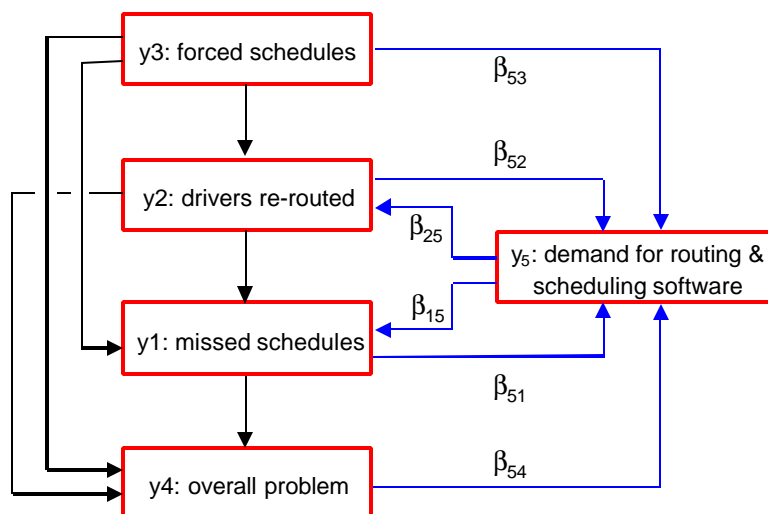 y3: forced schedules
β53
β52
y2: drivers re-routed
β25
y5: demand for routing &
scheduling software
β15
y1: missed schedules
β51
β54
y4: overall problem